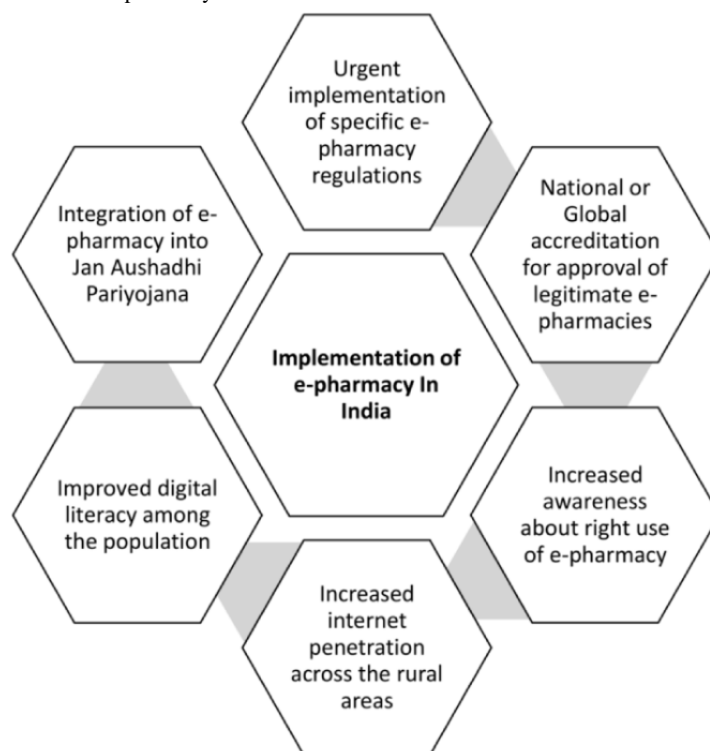 Urgent
implementation
of specific e-
pharmacy
regulations
National or
Global
accreditation
for approval of
legitimate e-
pharmacies
Increased
awareness
about right use
of e-pharmacy
Increased
internet
penetration
across the rural
areas
Improved digital
literacy among
the population
Integration of e-
pharmacy into
Jan Aushadhi
Pariyojana
Implementation of
e-pharmacy In
India